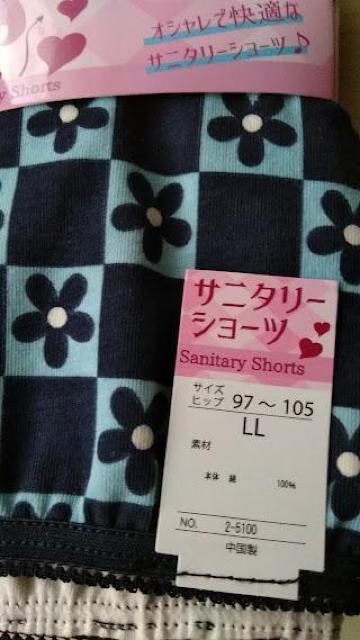 オシャレで快適な
サニタリーショーツ♪
y Shorts
サニタリー
ショーツ
Sanitary Shorts
サイズ
ヒップ 97〜105
LL
素材
本体 綿 100%
NO. 2-5100
中国製